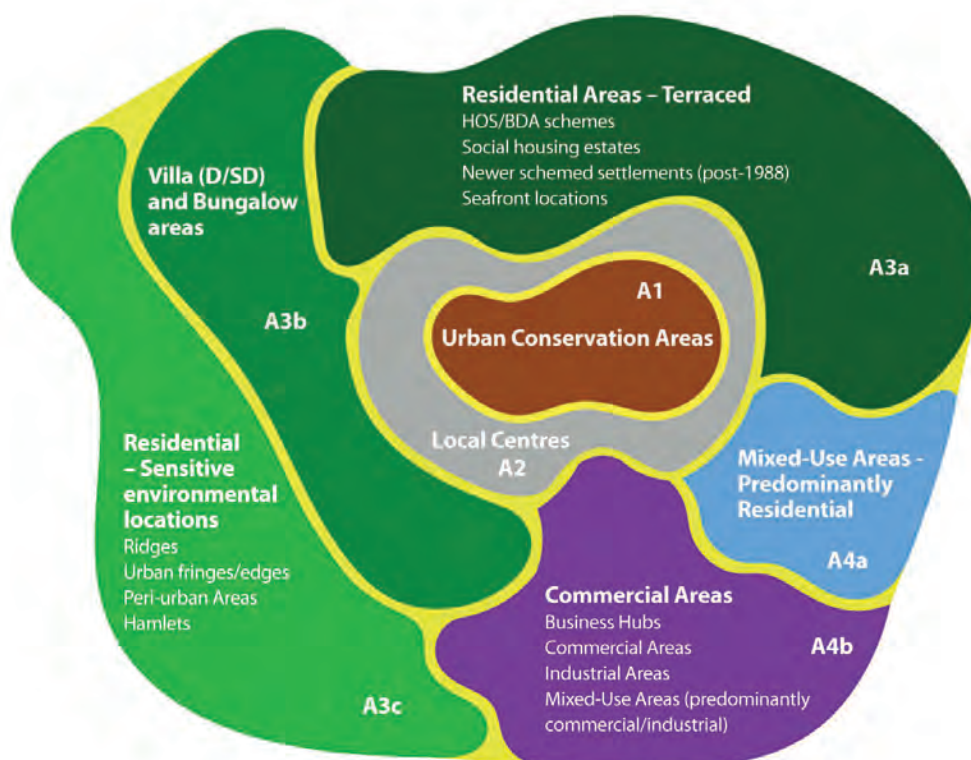 Residential Areas – Terraced
HOS/BDA schemes
Social housing estates
Newer schemed settlements (post-1988)
Seafront locations
A3a
Villa (D/SD)
and Bungalow
areas
A3b
A1
Urban Conservation Areas
Local Centres
A2
Residential
– Sensitive
environmental
locations
Ridges
Urban fringes/edges
Peri-urban Areas
Hamlets
A3c
Mixed-Use Areas -
Predominantly
Residential
A4a
Commercial Areas
Business Hubs
Commercial Areas
Industrial Areas
Mixed-Use Areas (predominantly
commercial/industrial)
A4b